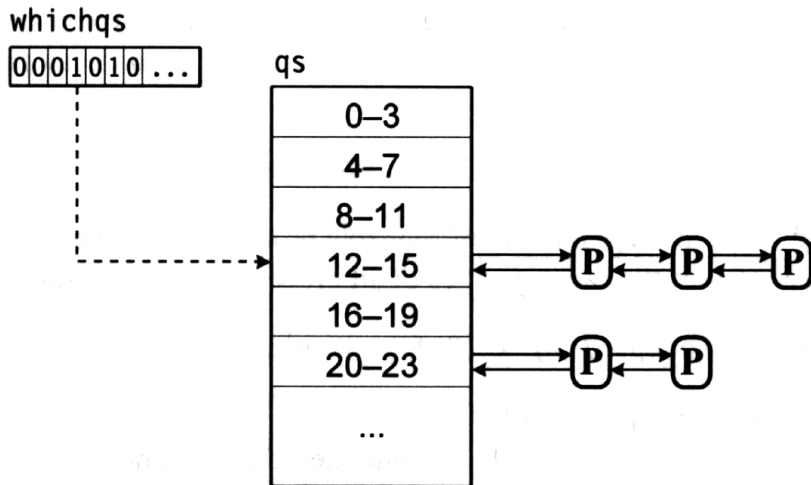 whichqs
0001010 ...
qs
0–3
4–7
8–11
12–15 P P P
16–19
20–23 P P
...